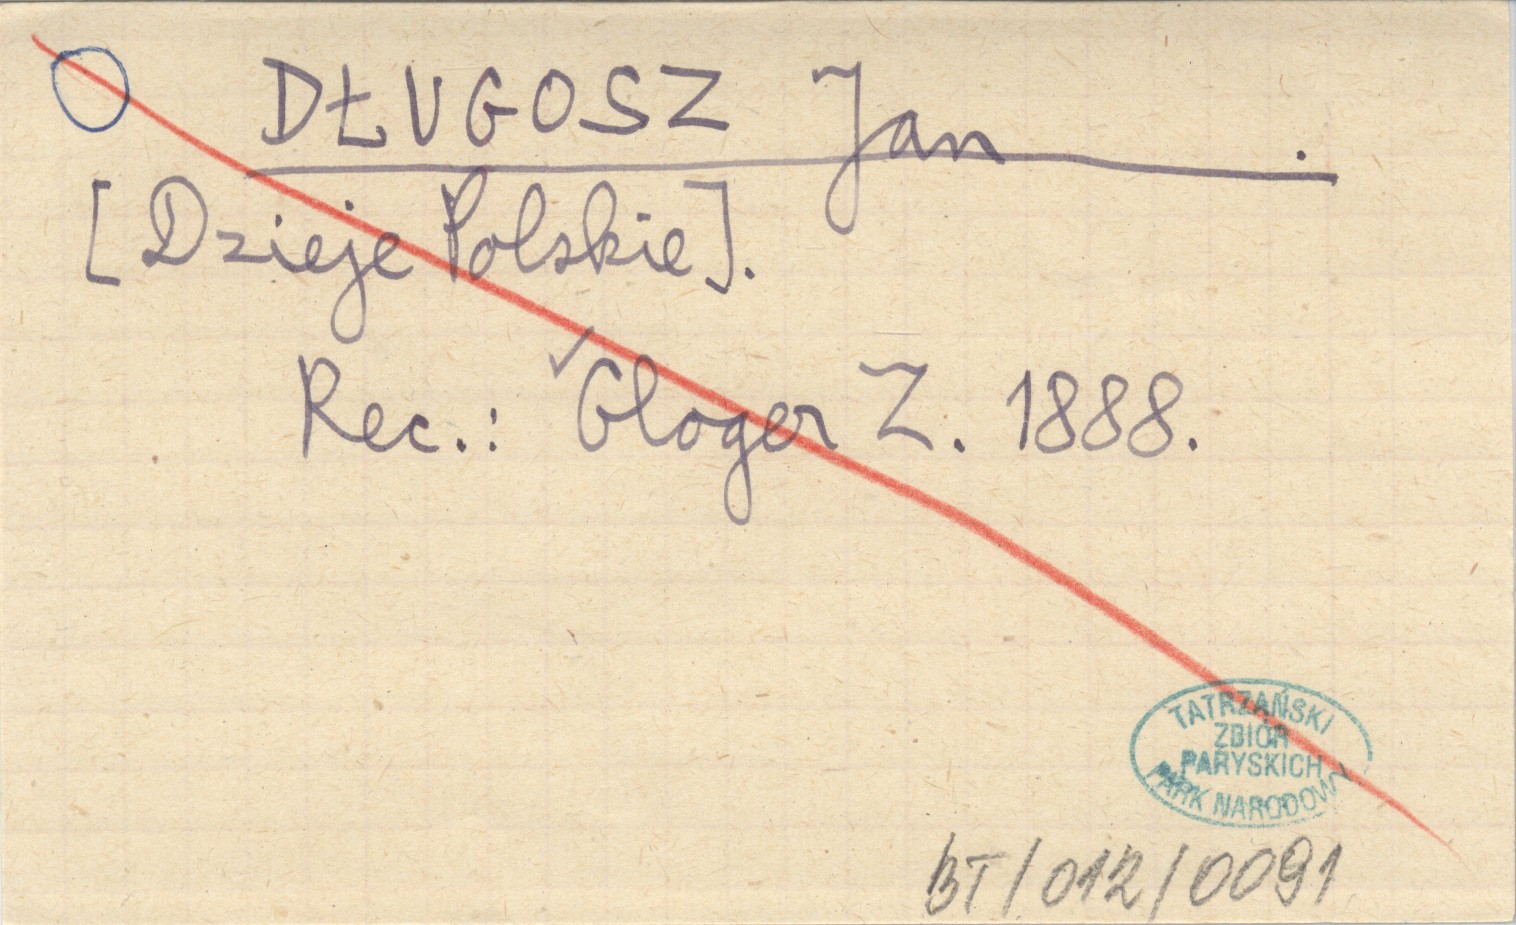 DŁUGOSZ Jan .
[Dzieje Polskie].
Rec.: ✓Gloger Z. 1888.
TATRZAŃSKI
ZBIÓR
PARYSKICH
PARK NARODOWY
BT/012/0091